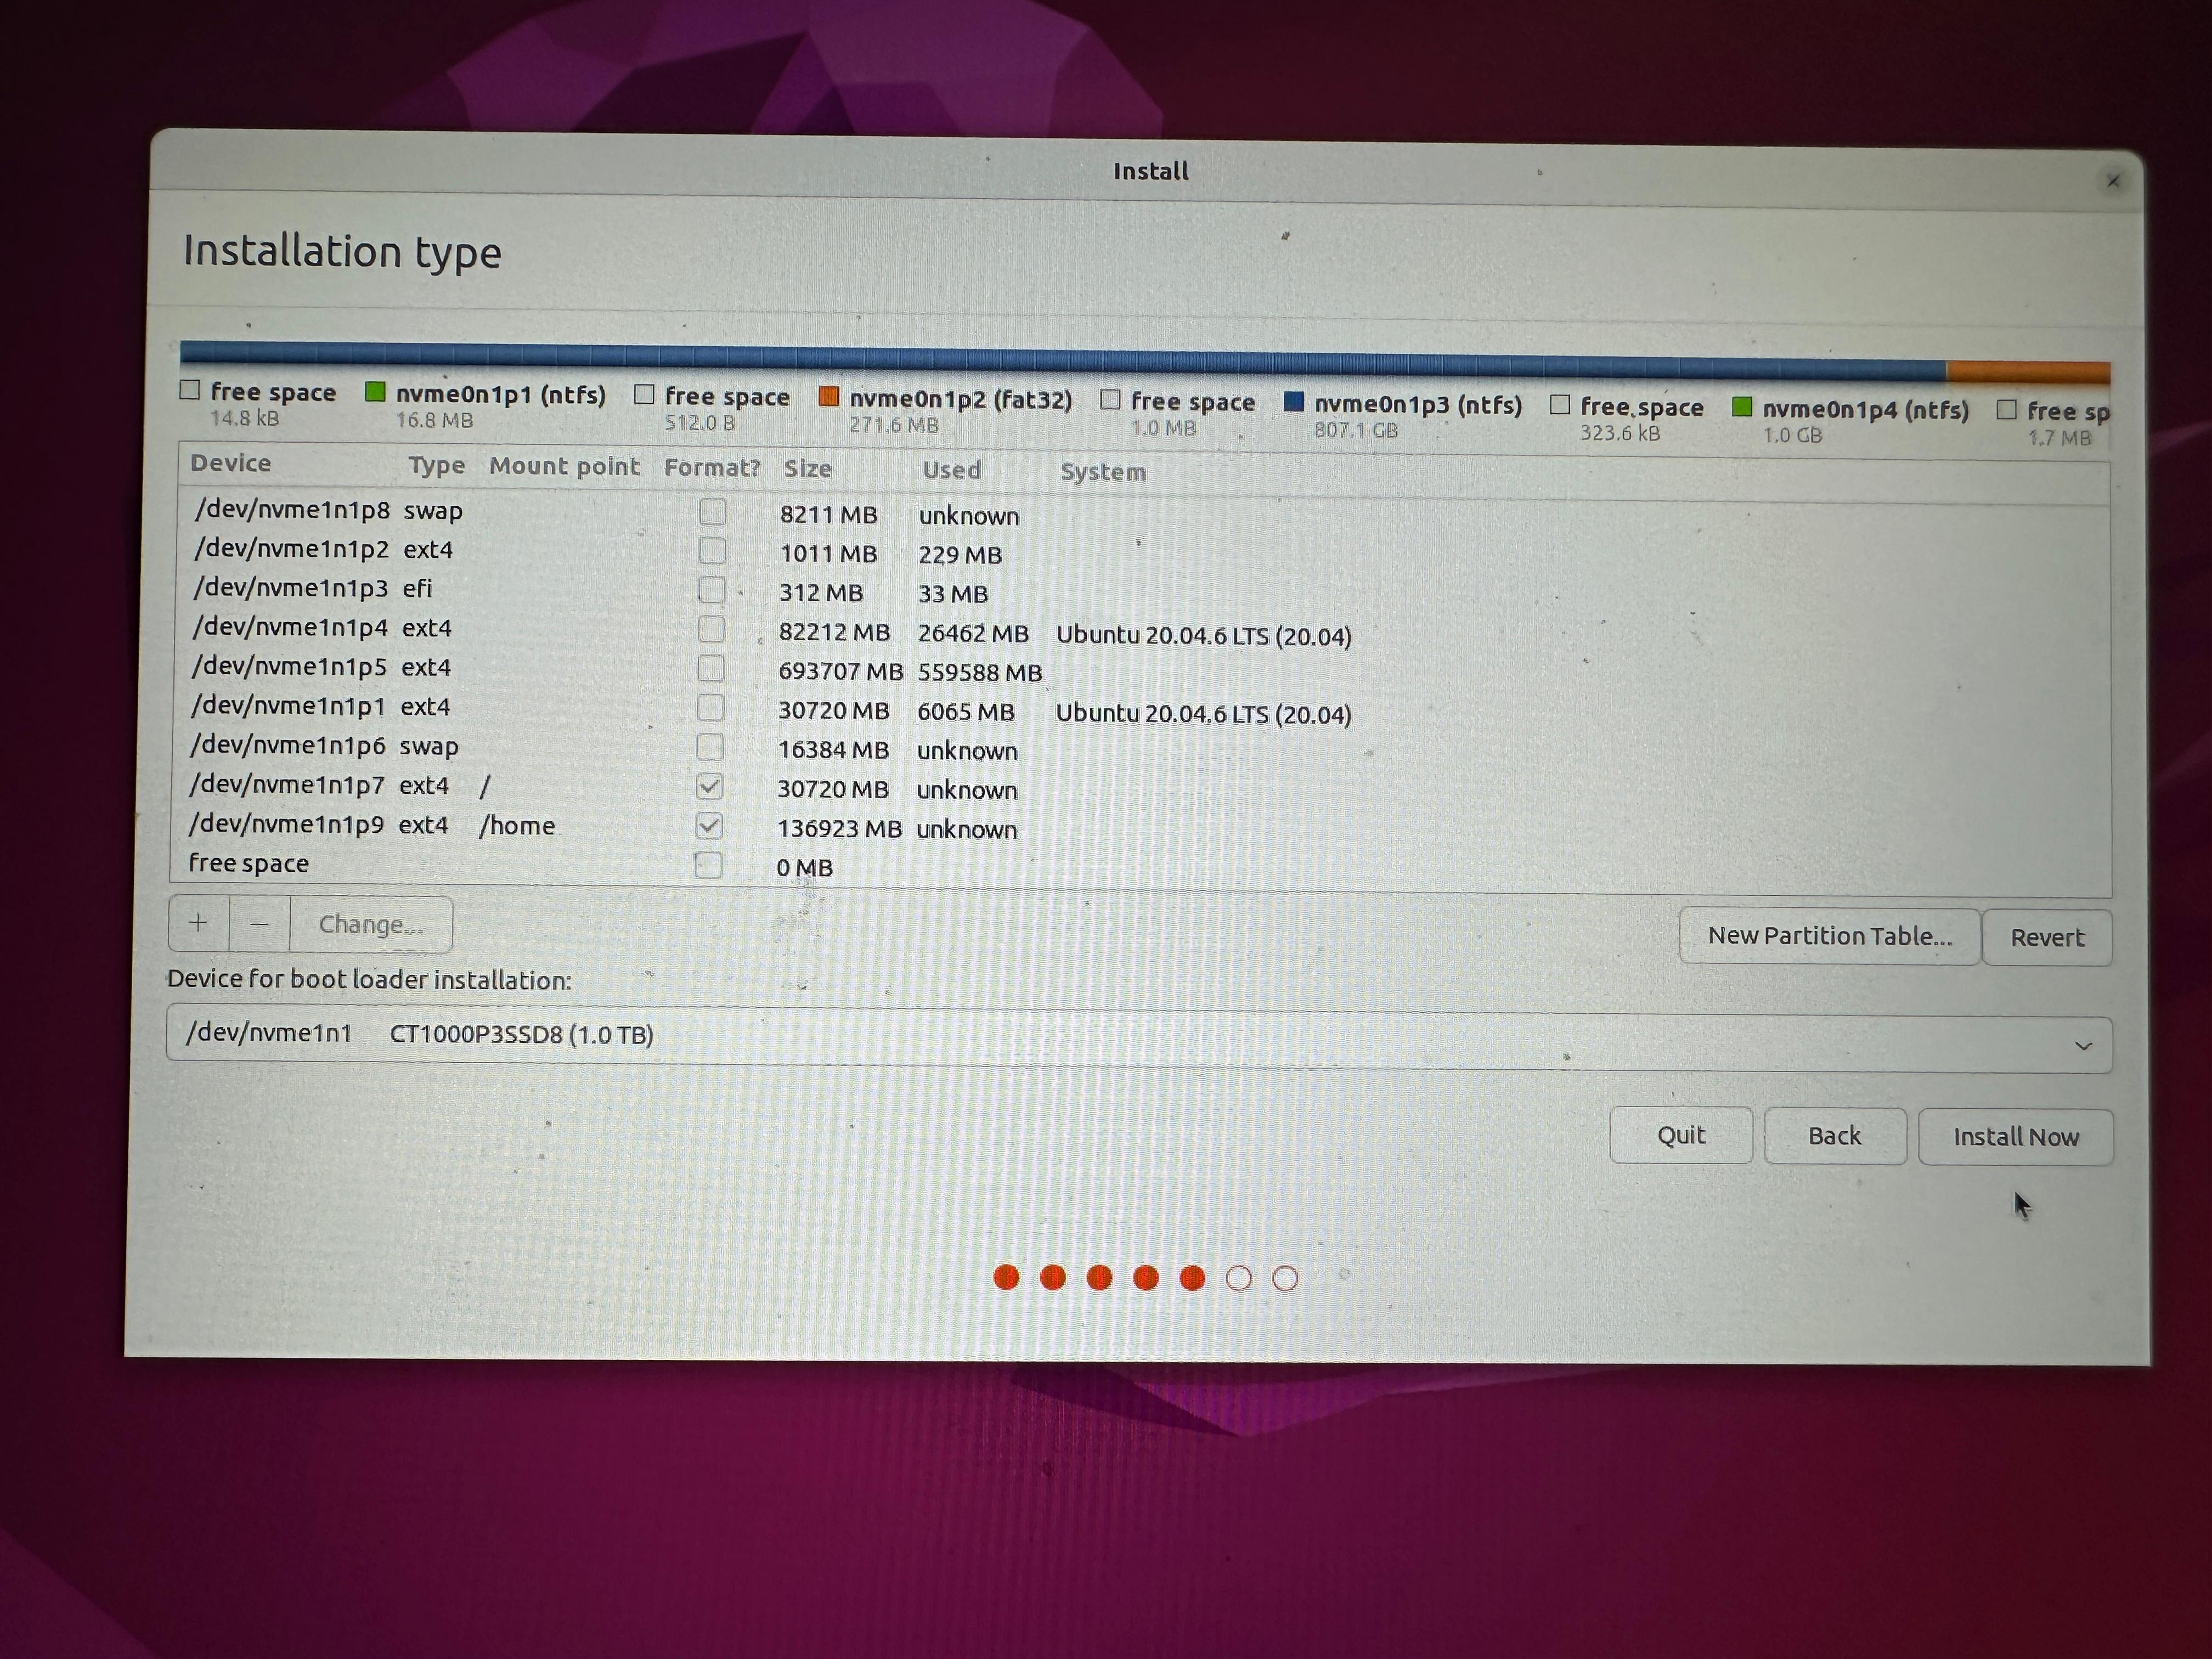 Install
Installation type
free space nvme0n1p1 (ntfs) free space nvme0n1p2 (fat32) free space nvme0n1p3 (ntfs) free space nvme0n1p4 (ntfs) free sp
14.8 kB 16.8 MB 512.0 B 271.6 MB 1.0 MB 807.1 GB 323.6 kB 1.0 GB 1.7 MB
Device Type Mount point Format? Size Used System
/dev/nvme1n1p8 swap 8211 MB unknown
/dev/nvme1n1p2 ext4 1011 MB 229 MB
/dev/nvme1n1p3 efi 312 MB 33 MB
/dev/nvme1n1p4 ext4 82212 MB 26462 MB Ubuntu 20.04.6 LTS (20.04)
/dev/nvme1n1p5 ext4 693707 MB 559588 MB
/dev/nvme1n1p1 ext4 30720 MB 6065 MB Ubuntu 20.04.6 LTS (20.04)
/dev/nvme1n1p6 swap 16384 MB unknown
/dev/nvme1n1p7 ext4 / 30720 MB unknown
/dev/nvme1n1p9 ext4 /home 136923 MB unknown
free space 0 MB
+ − Change... New Partition Table... Revert
Device for boot loader installation:
/dev/nvme1n1 CT1000P3SSD8 (1.0 TB)
Quit Back Install Now